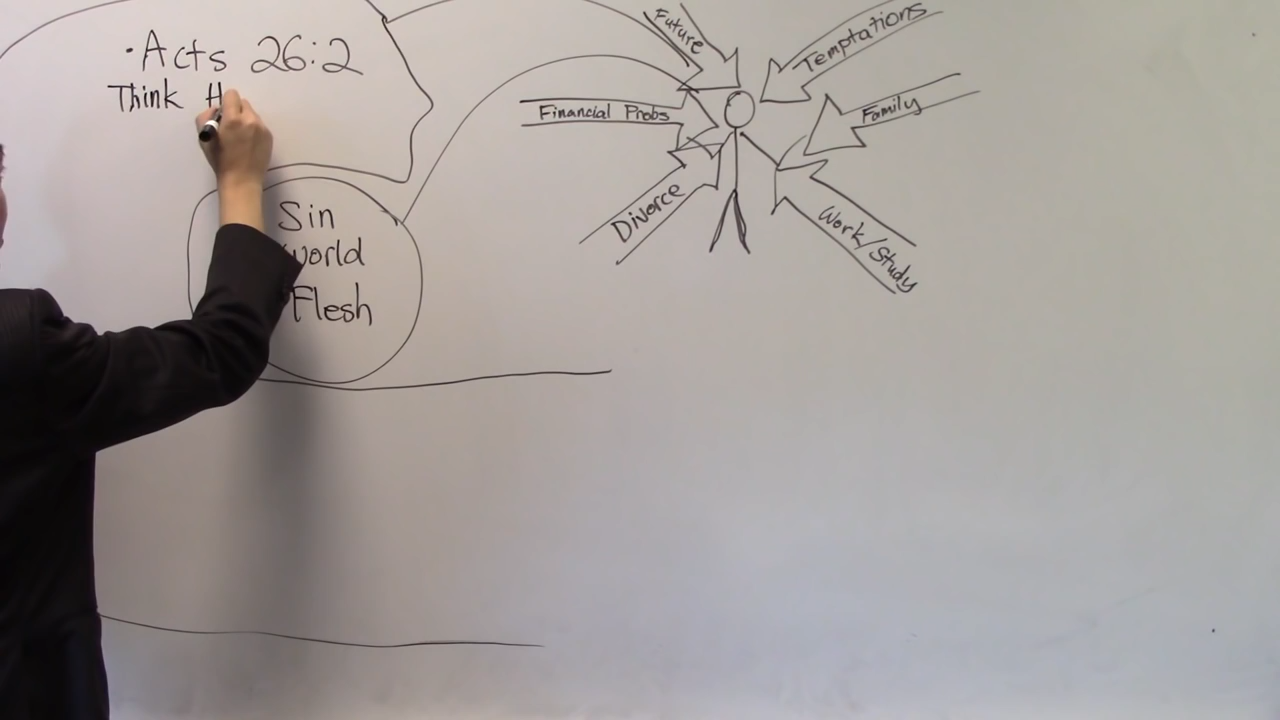 · Acts 26:2
Think H
Sin
world
Flesh
Future
Temptations
Financial Probs
Family
Divorce
Work/Study